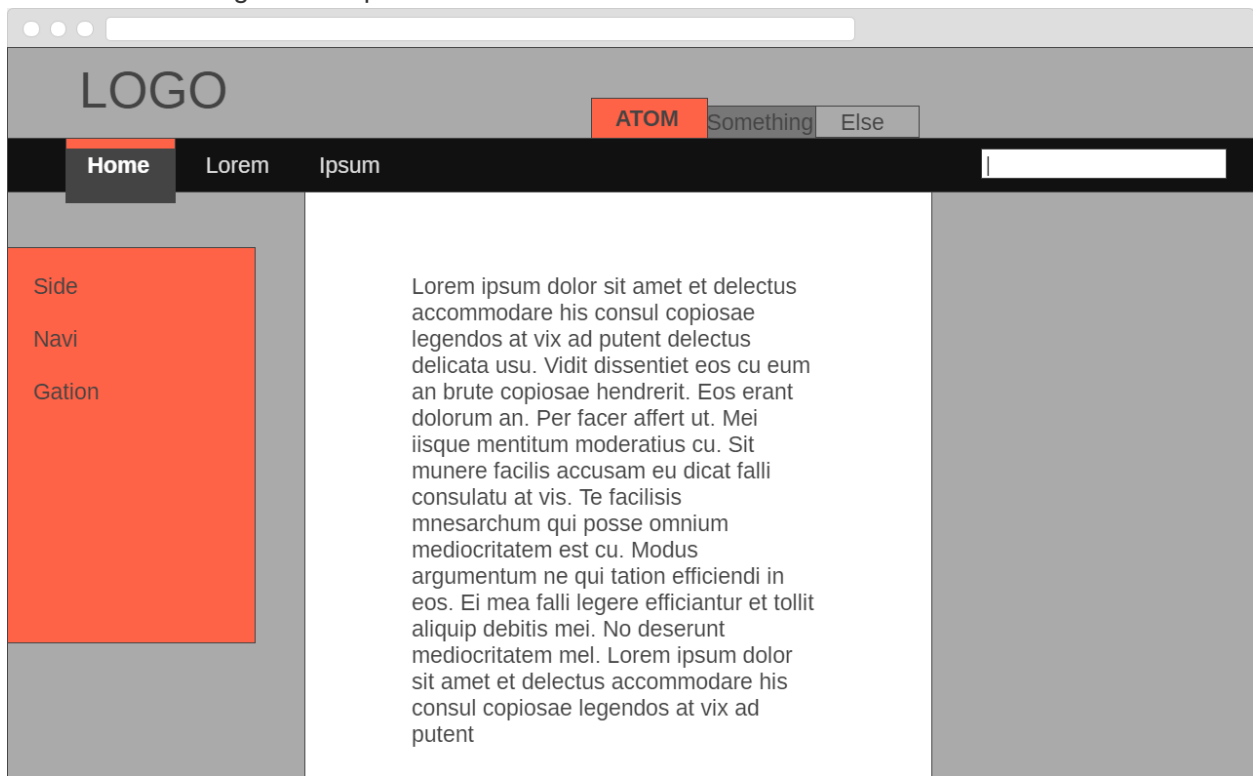 LOGO
ATOM
Something
Else
Home
Lorem
Ipsum
Side
Navi
Gation
Lorem ipsum dolor sit amet et delectus
accommodare his consul copiosae
legendos at vix ad putent delectus
delicata usu. Vidit dissentiet eos cu eum
an brute copiosae hendrerit. Eos erant
dolorum an. Per facer affert ut. Mei
iisque mentitum moderatius cu. Sit
munere facilis accusam eu dicat falli
consulatu at vis. Te facilisis
mnesarchum qui posse omnium
mediocritatem est cu. Modus
argumentum ne qui tation efficiendi in
eos. Ei mea falli legere efficiantur et tollit
aliquip debitis mei. No deserunt
mediocritatem mel. Lorem ipsum dolor
sit amet et delectus accommodare his
consul copiosae legendos at vix ad
putent